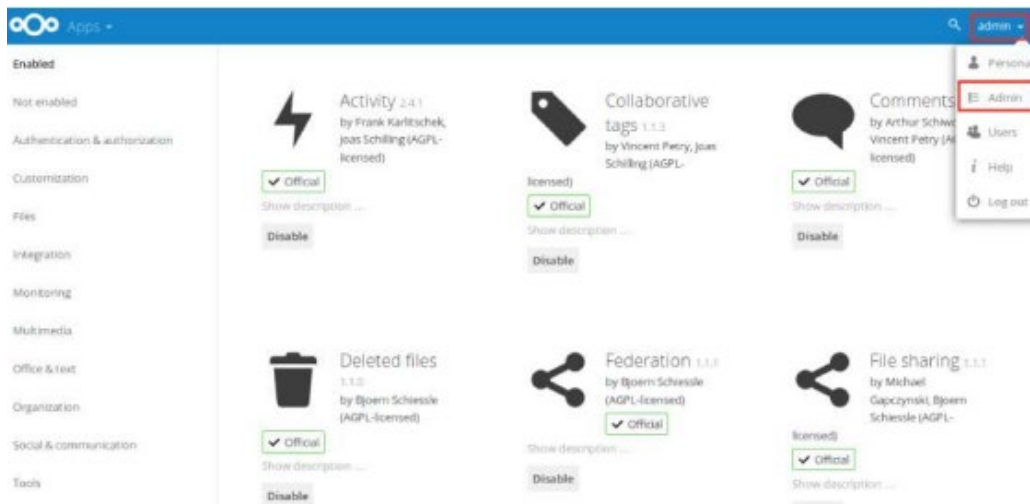 Apps
admin
Personal
Admin
Users
Help
Log out
Enabled
Not enabled
Authentication & authorization
Customization
Files
Integration
Monitoring
Multimedia
Office & text
Organization
Social & communication
Tools
Activity 2.4.1
by Frank Karlitschek,
Joas Schilling (AGPL-
licensed)
Official
Show description ...
Disable
Collaborative
tags 1.1.3
by Vincent Petry, Joas
Schilling (AGPL-
licensed)
Official
Show description ...
Disable
Comments
by Arthur
Vincent Petry
licensed)
Official
Show description ...
Disable
Deleted files
by Bjoern Schiessle
(AGPL-licensed)
Official
Show description ...
Disable
Federation 1.1.1
by Bjoern Schiessle
(AGPL-licensed)
Official
Show description ...
Disable
File sharing 1.1.1
by Michael
Gapczynski, Bjoern
Schiessle (AGPL-
licensed)
Official
Show description ...